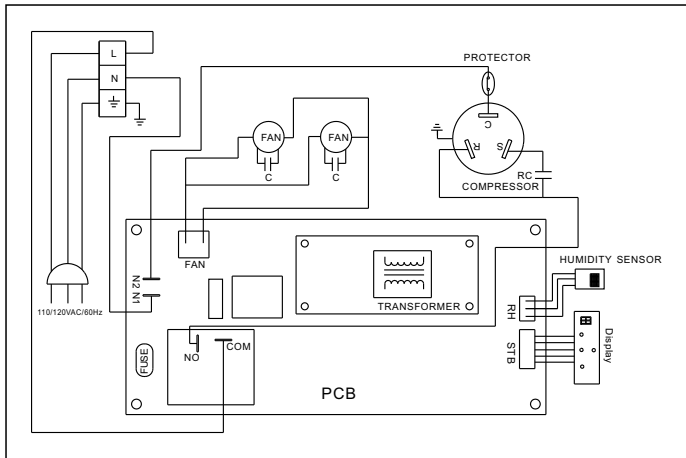 L
N
PROTECTOR
FAN
FAN
C
C
C
R
S
RC
COMPRESSOR
N2 N1
FAN
110/120VAC/60Hz
TRANSFORMER
HUMIDITY SENSOR
RH
STB
Display
FUSE
NO
COM
PCB